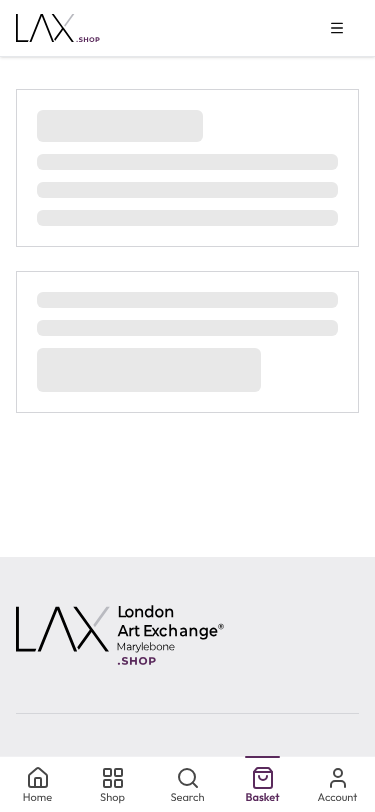 LAX .SHOP
London
Art Exchange®
LAX
Marylebone
.SHOP
Home Shop Search Basket Account